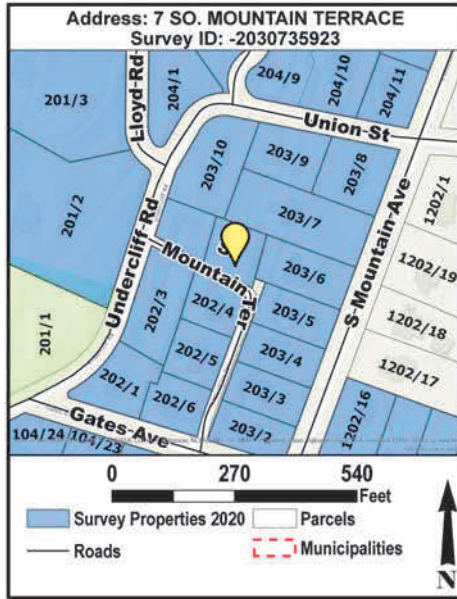 Address: 7 SO. MOUNTAIN TERRACE
Survey ID: -2030735923
201/3
Lloyd-Rd
204/1
204/9
204/10
204/11
Union-St
203/10
203/9
203/8
201/2
203/7
1202/1
Undercliff-Rd
Mountain-Ter
S-Mountain-Ave
203/6
1202/19
202/3
202/4
203/5
1202/18
201/1
202/5
203/4
1202/17
202/1
202/6
203/3
1202/16
Gates-Ave
203/2
104/24
104/23
0 270 540
Feet
Survey Properties 2020
Parcels
Roads
Municipalities
N